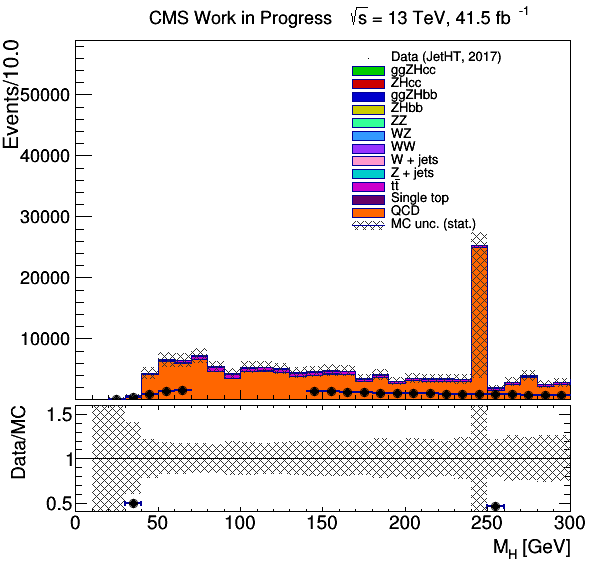 CMS Work in Progress √s = 13 TeV, 41.5 fb⁻¹
Events/10.0
50000
40000
30000
20000
10000
Data (JetHT, 2017)
ggZHcc
ZHcc
ggZHbb
ZHbb
ZZ
WZ
WW
W + jets
Z + jets
tt̄
Single top
QCD
MC unc. (stat.)
Data/MC
1.5
1
0.5
0 50 100 150 200 250 300
M_H [GeV]